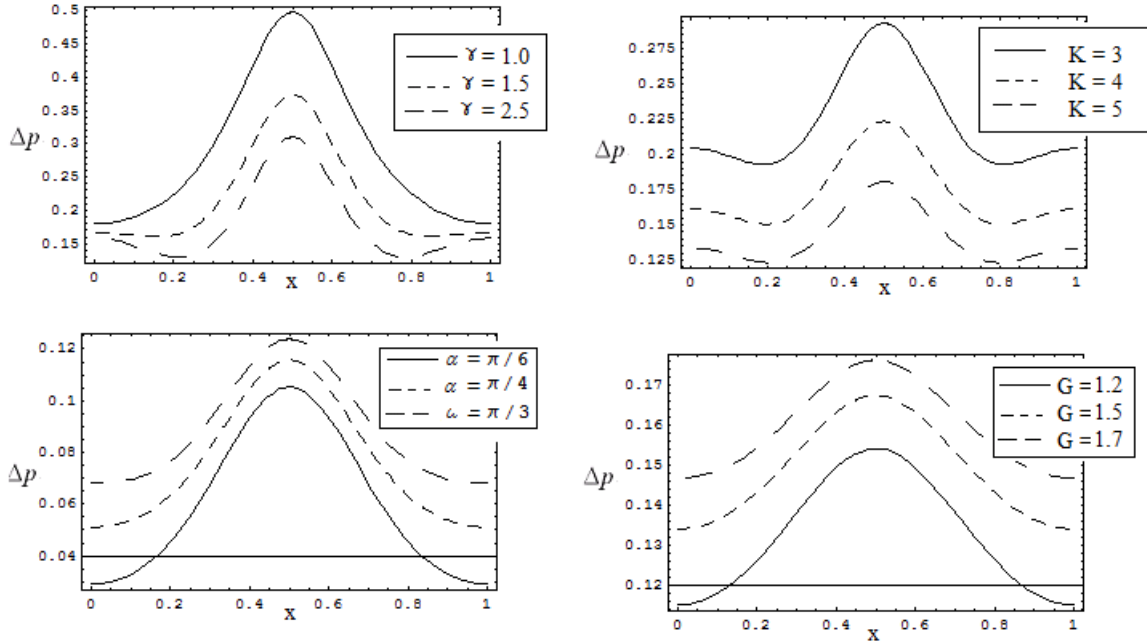 0.5
0.45
0.4
0.35
0.3
0.25
0.2
0.15
Δp
ɤ = 1.0
ɤ = 1.5
ɤ = 2.5
0 0.2 0.4 0.6 0.8 1
x
0.275
0.25
0.225
0.2
0.175
0.15
0.125
Δp
K = 3
K = 4
K = 5
0 0.2 0.4 0.6 0.8 1
x
0.12
0.1
0.08
0.06
0.04
Δp
α = π / 6
α = π / 4
ω = π / 3
0 0.2 0.4 0.6 0.8 1
x
0.17
0.16
0.15
0.14
0.13
0.12
Δp
G = 1.2
G = 1.5
G = 1.7
0 0.2 0.4 0.6 0.8 1
x